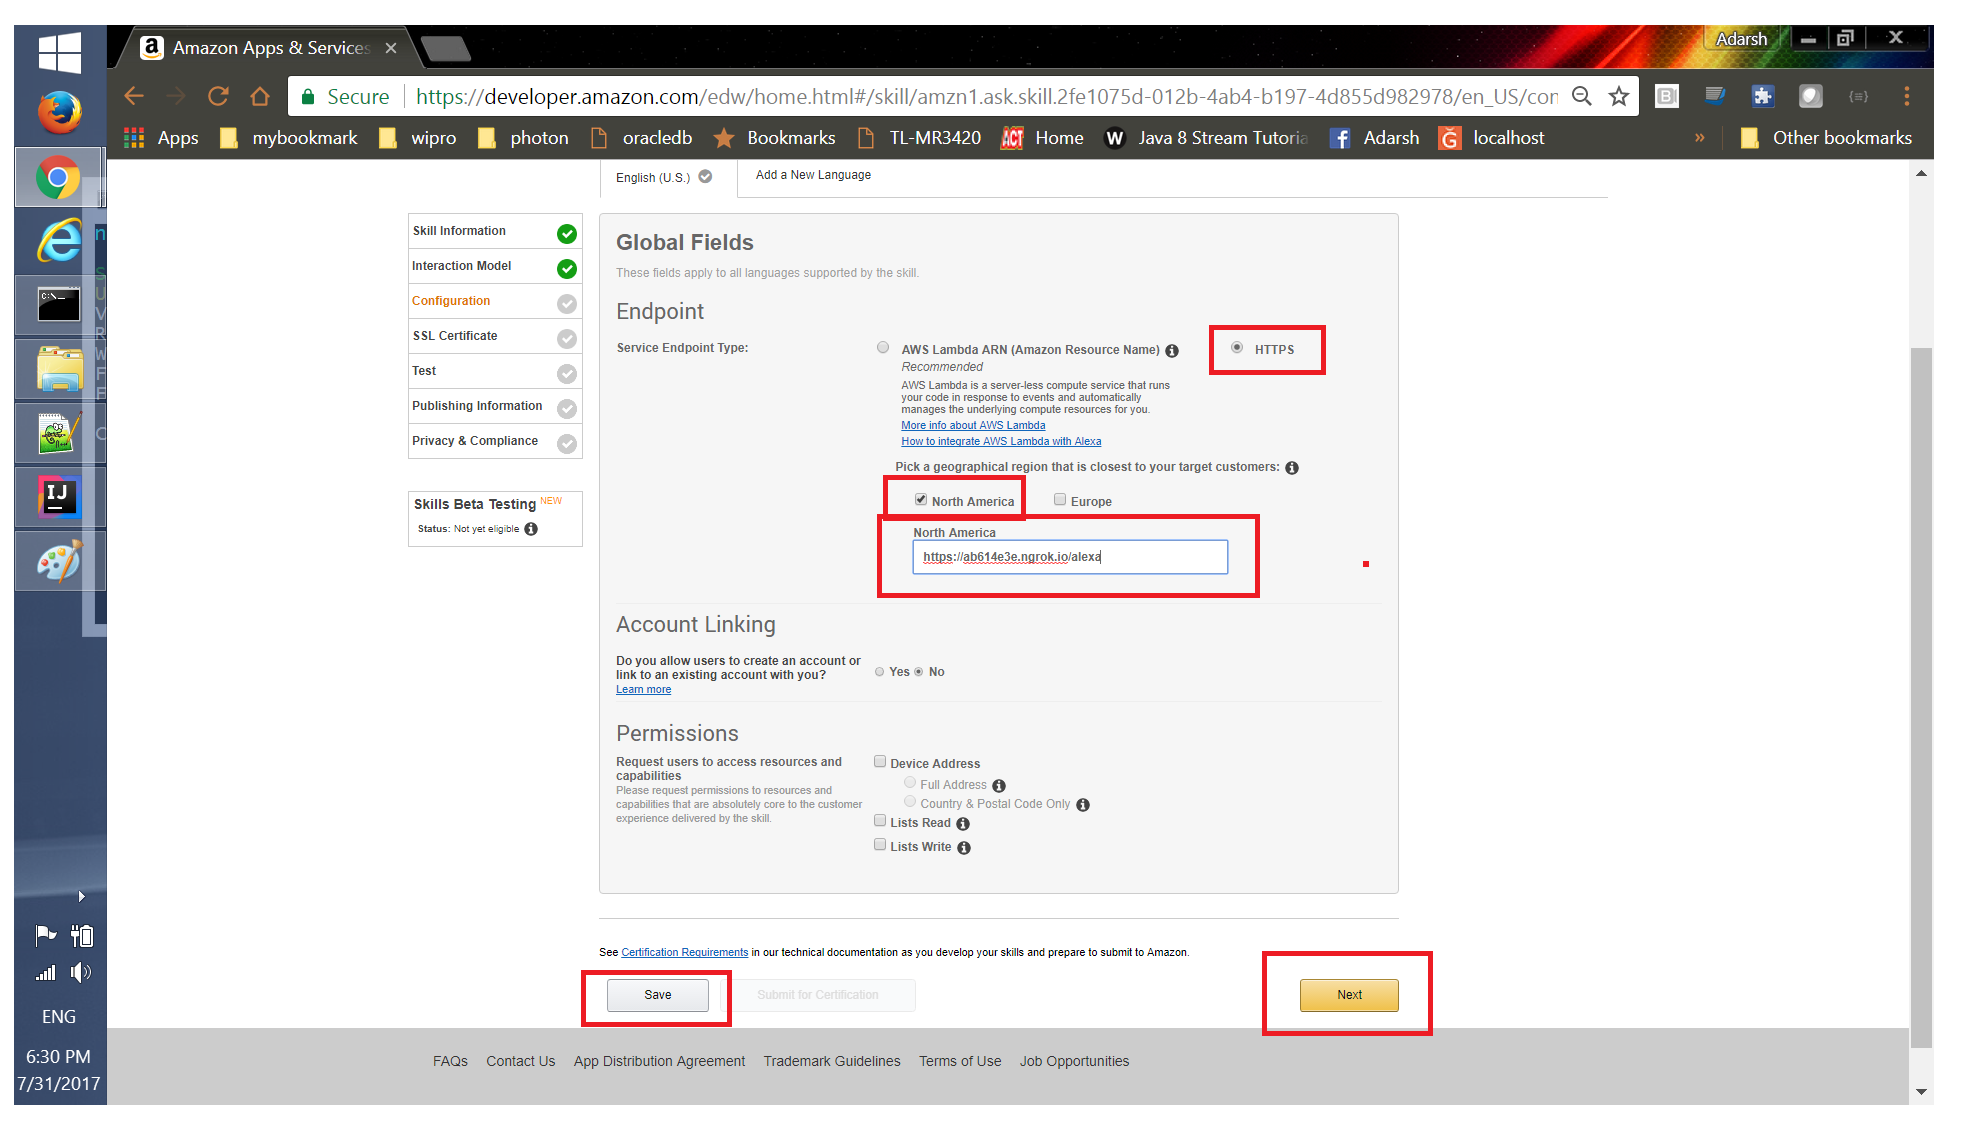 Amazon Apps & Services
Adarsh
Secure https://developer.amazon.com/edw/home.html#/skill/amzn1.ask.skill.2fe1075d-012b-4ab4-b197-4d855d982978/en_US/con
Apps mybookmark wipro photon oracledb Bookmarks TL-MR3420 ACT Home W Java 8 Stream Tutoria Adarsh localhost » Other bookmarks
English (U.S.) Add a New Language
Skill Information
Interaction Model
Configuration
SSL Certificate
Test
Publishing Information
Privacy & Compliance
Skills Beta Testing NEW
Status: Not yet eligible
Global Fields
These fields apply to all languages supported by the skill.
Endpoint
Service Endpoint Type:
AWS Lambda ARN (Amazon Resource Name)
HTTPS
Recommended
AWS Lambda is a server-less compute service that runs
your code in response to events and automatically
manages the underlying compute resources for you.
More info about AWS Lambda
How to integrate AWS Lambda with Alexa
Pick a geographical region that is closest to your target customers:
North America Europe
North America
https://ab614e3e.ngrok.io/alexa
Account Linking
Do you allow users to create an account or
link to an existing account with you?
Learn more
Yes No
Permissions
Request users to access resources and
capabilities
Please request permissions to resources and
capabilities that are absolutely core to the customer
experience delivered by the skill.
Device Address
Full Address
Country & Postal Code Only
Lists Read
Lists Write
See Certification Requirements in our technical documentation as you develop your skills and prepare to submit to Amazon.
Save Submit for Certification Next
FAQs Contact Us App Distribution Agreement Trademark Guidelines Terms of Use Job Opportunities
ENG
6:30 PM
7/31/2017